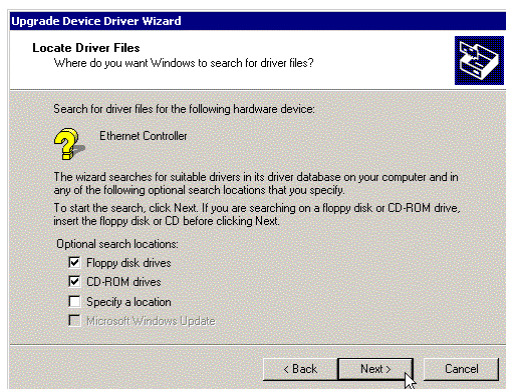 Upgrade Device Driver Wizard
Locate Driver Files
Where do you want Windows to search for driver files?
Search for driver files for the following hardware device:
Ethernet Controller
The wizard searches for suitable drivers in its driver database on your computer and in
any of the following optional search locations that you specify.
To start the search, click Next. If you are searching on a floppy disk or CD-ROM drive,
insert the floppy disk or CD before clicking Next.
Optional search locations:
Floppy disk drives
CD-ROM drives
Specify a location
Microsoft Windows Update
< Back
Next >
Cancel